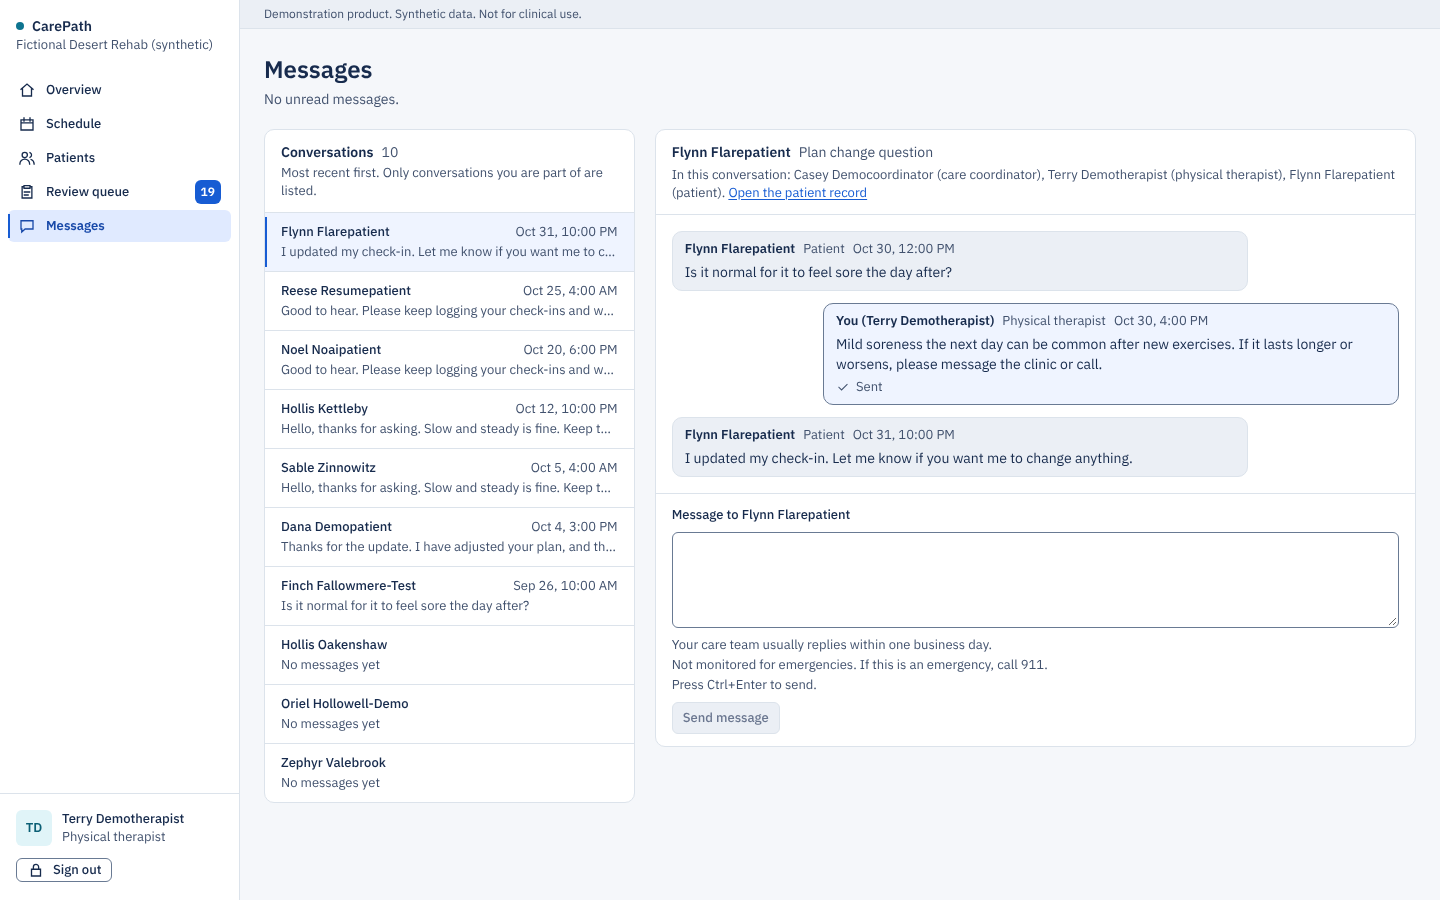 CarePath
Fictional Desert Rehab (synthetic)
Overview
Schedule
Patients
Review queue 19
Messages
TD
Terry Demotherapist
Physical therapist
Sign out
Demonstration product. Synthetic data. Not for clinical use.
Messages
No unread messages.
Conversations 10
Most recent first. Only conversations you are part of are
listed.
Flynn Flarepatient Oct 31, 10:00 PM
I updated my check-in. Let me know if you want me to c...
Reese Resumepatient Oct 25, 4:00 AM
Good to hear. Please keep logging your check-ins and w...
Noel Noaipatient Oct 20, 6:00 PM
Good to hear. Please keep logging your check-ins and w...
Hollis Kettleby Oct 12, 10:00 PM
Hello, thanks for asking. Slow and steady is fine. Keep t...
Sable Zinnowitz Oct 5, 4:00 AM
Hello, thanks for asking. Slow and steady is fine. Keep t...
Dana Demopatient Oct 4, 3:00 PM
Thanks for the update. I have adjusted your plan, and th...
Finch Fallowmere-Test Sep 26, 10:00 AM
Is it normal for it to feel sore the day after?
Hollis Oakenshaw
No messages yet
Oriel Hollowell-Demo
No messages yet
Zephyr Valebrook
No messages yet
Flynn Flarepatient Plan change question
In this conversation: Casey Democoordinator (care coordinator), Terry Demotherapist (physical therapist), Flynn Flarepatient
(patient). Open the patient record
Flynn Flarepatient Patient Oct 30, 12:00 PM
Is it normal for it to feel sore the day after?
You (Terry Demotherapist) Physical therapist Oct 30, 4:00 PM
Mild soreness the next day can be common after new exercises. If it lasts longer or
worsens, please message the clinic or call.
Sent
Flynn Flarepatient Patient Oct 31, 10:00 PM
I updated my check-in. Let me know if you want me to change anything.
Message to Flynn Flarepatient
Your care team usually replies within one business day.
Not monitored for emergencies. If this is an emergency, call 911.
Press Ctrl+Enter to send.
Send message